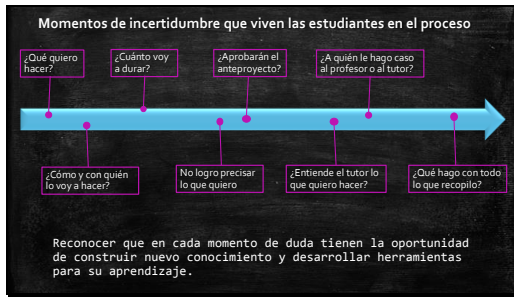 Momentos de incertidumbre que viven las estudiantes en el proceso
¿Qué quiero
hacer?
¿Cuánto voy
a durar?
¿Aprobarán el
anteproyecto?
¿A quién le hago caso
al profesor o al tutor?
¿Cómo y con quién
lo voy a hacer?
No logro precisar
lo que quiero
¿Entiende el tutor lo
que quiero hacer?
¿Qué hago con todo
lo que recopilo?
Reconocer que en cada momento de duda tienen la oportunidad
de construir nuevo conocimiento y desarrollar herramientas
para su aprendizaje.